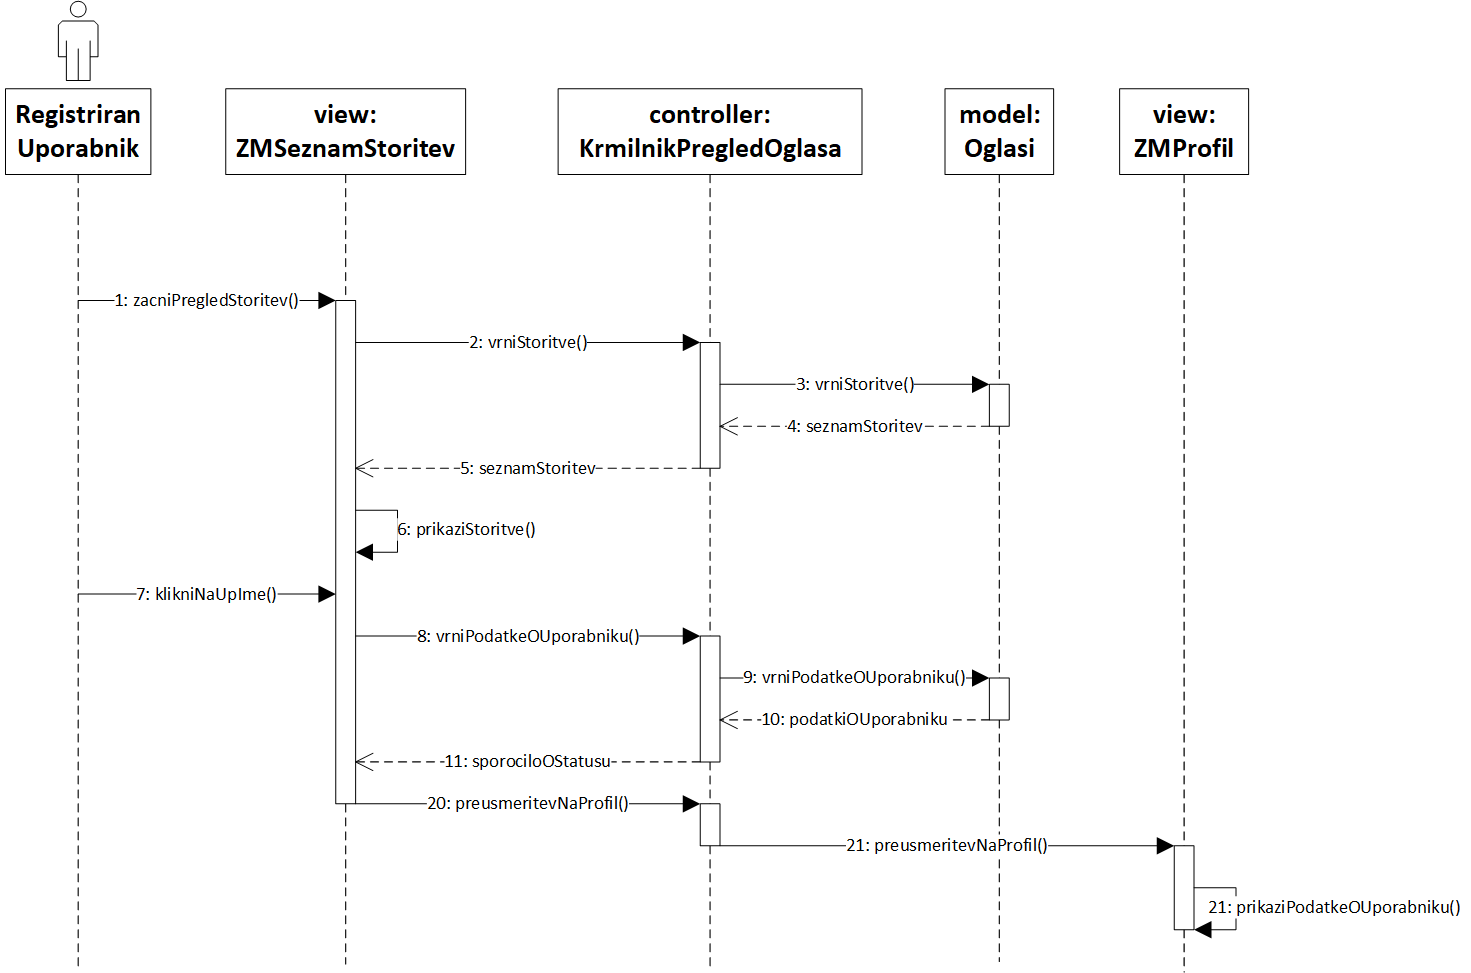 Registriran
Uporabnik
view:
ZMSeznamStoritev
controller:
KrmilnikPregledOglasa
model:
Oglasi
view:
ZMProfil
1: zacniPregledStoritev()
2: vrniStoritve()
3: vrniStoritve()
4: seznamStoritev
5: seznamStoritev
6: prikaziStoritve()
7: klikniNaUpIme()
8: vrniPodatkeOUporabniku()
9: vrniPodatkeOUporabniku()
10: podatkiOUporabniku
11: sporociloOStatusu
20: preusmeritevNaProfil()
21: preusmeritevNaProfil()
21: prikaziPodatkeOUporabniku()